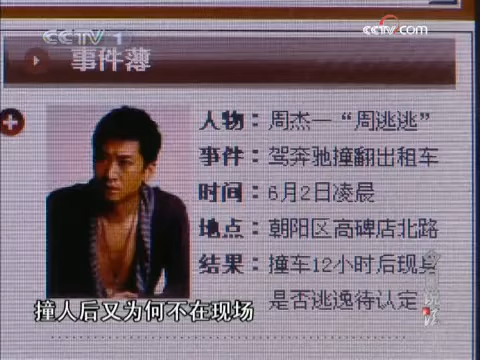 CCTV 1
cctv.com
事件薄
人物：周杰—“周逃逃”
事件：驾奔驰撞翻出租车
时间：6月2日凌晨
地点：朝阳区高碑店北路
结果：撞车12小时后现身
是否逃逸待认定
撞人后又为何不在现场